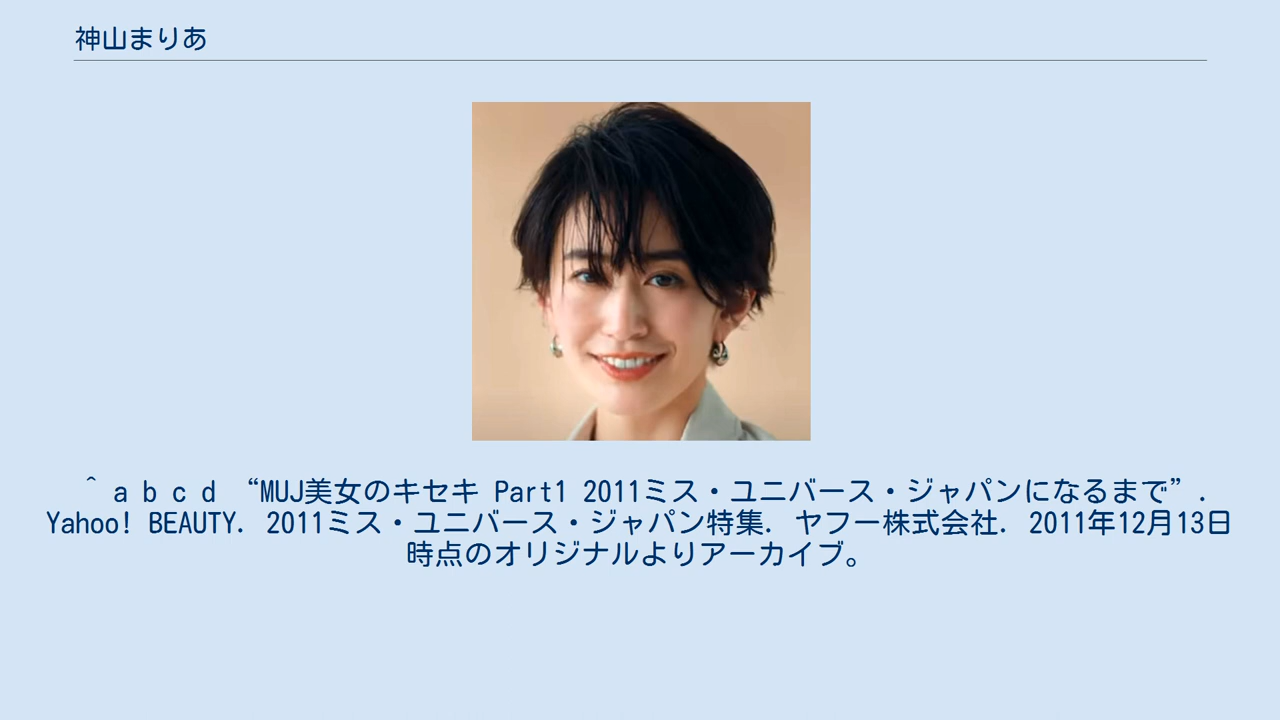 神山まりあ
^ a b c d “MUJ美女のキセキ Part1 2011ミス・ユニバース・ジャパンになるまで”.
Yahoo! BEAUTY. 2011ミス・ユニバース・ジャパン特集. ヤフー株式会社. 2011年12月13日
時点のオリジナルよりアーカイブ。